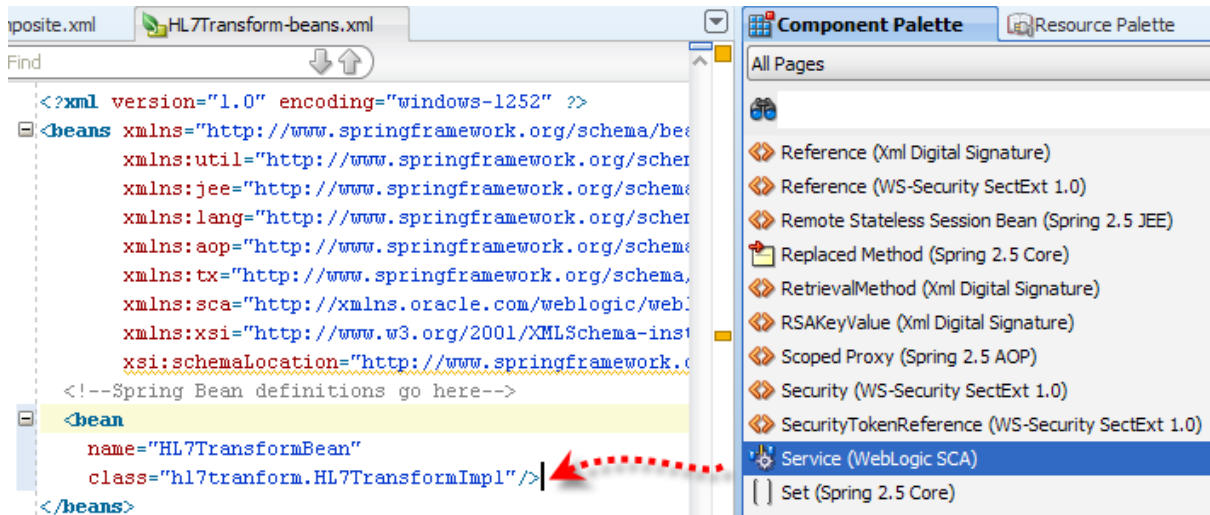 nposite.xml
HL7Transform-beans.xml
Find
<?xml version="1.0" encoding="windows-1252" ?>
<beans xmlns="http://www.springframework.org/schema/bea
xmlns:util="http://www.springframework.org/schem
xmlns:jee="http://www.springframework.org/schema
xmlns:lang="http://www.springframework.org/schem
xmlns:aop="http://www.springframework.org/schema
xmlns:tx="http://www.springframework.org/schema,
xmlns:sca="http://xmlns.oracle.com/weblogic/webl
xmlns:xsi="http://www.w3.org/2001/XMLSchema-inst
xsi:schemaLocation="http://www.springframework.o
<!--Spring Bean definitions go here-->
<bean
name="HL7TransformBean"
class="hl7tranform.HL7TransformImpl"/>
</beans>
Component Palette
Resource Palette
All Pages
Reference (Xml Digital Signature)
Reference (WS-Security SectExt 1.0)
Remote Stateless Session Bean (Spring 2.5 JEE)
Replaced Method (Spring 2.5 Core)
RetrievalMethod (Xml Digital Signature)
RSAKeyValue (Xml Digital Signature)
Scoped Proxy (Spring 2.5 AOP)
Security (WS-Security SectExt 1.0)
SecurityTokenReference (WS-Security SectExt 1.0)
Service (WebLogic SCA)
Set (Spring 2.5 Core)